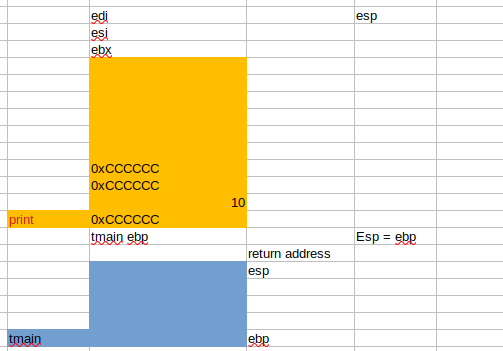 edi esp
esi
ebx
0xCCCCCC
0xCCCCCC
10
print 0xCCCCCC
tmain ebp Esp = ebp
return address
esp
tmain ebp